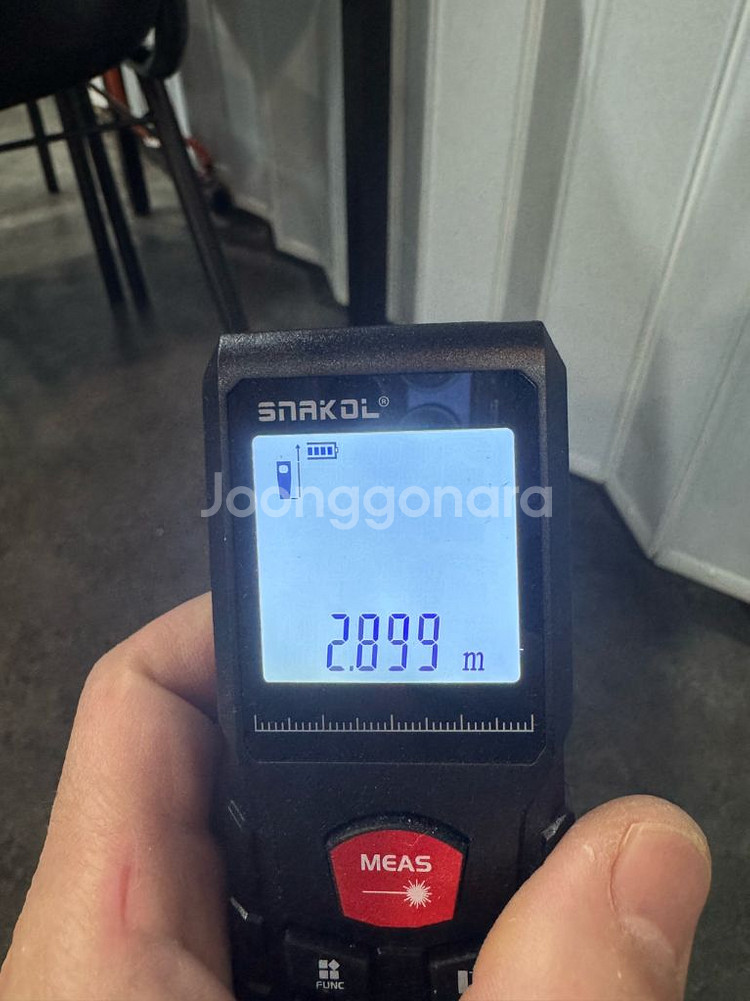 SNAKOL®
Joonggonara
2.899 m
MEAS
FUNC